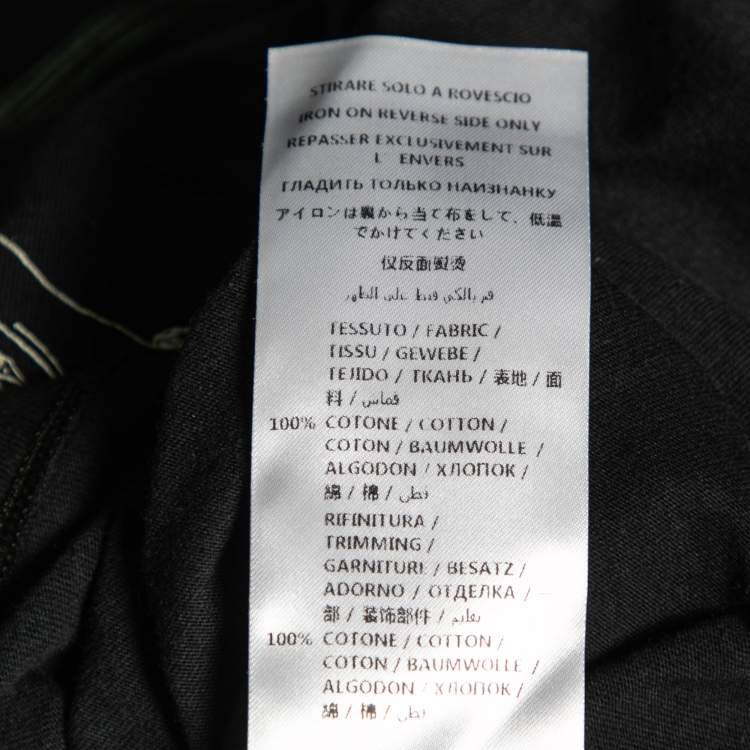 STIRARE SOLO A ROVESCIO
IRON ON REVERSE SIDE ONLY
REPASSER EXCLUSIVEMENT SUR
L ENVERS
ГЛАДИТЬ ТОЛЬКО НАИЗНАНКУ
アイロンは裏から当て布をして、低温
でかけてください
仅反面熨烫
قم بالكي فقط على الظهر
TESSUTO / FABRIC /
TISSU / GEWEBE /
TEJIDO / ТКАНЬ / 表地 / 面
料 / قماس
100% COTONE / COTTON /
COTON / BAUMWOLLE /
ALGODON / ХЛОПОК /
綿 / 棉 / قطن
RIFINITURA /
TRIMMING /
GARNITURE / BESATZ /
ADORNO / ОТДЕЛКА / 一
部 / 装饰部件 /
100% COTONE / COTTON /
COTON / BAUMWOLLE /
ALGODON / ХЛОПОК /
綿 / 棉 / قطن